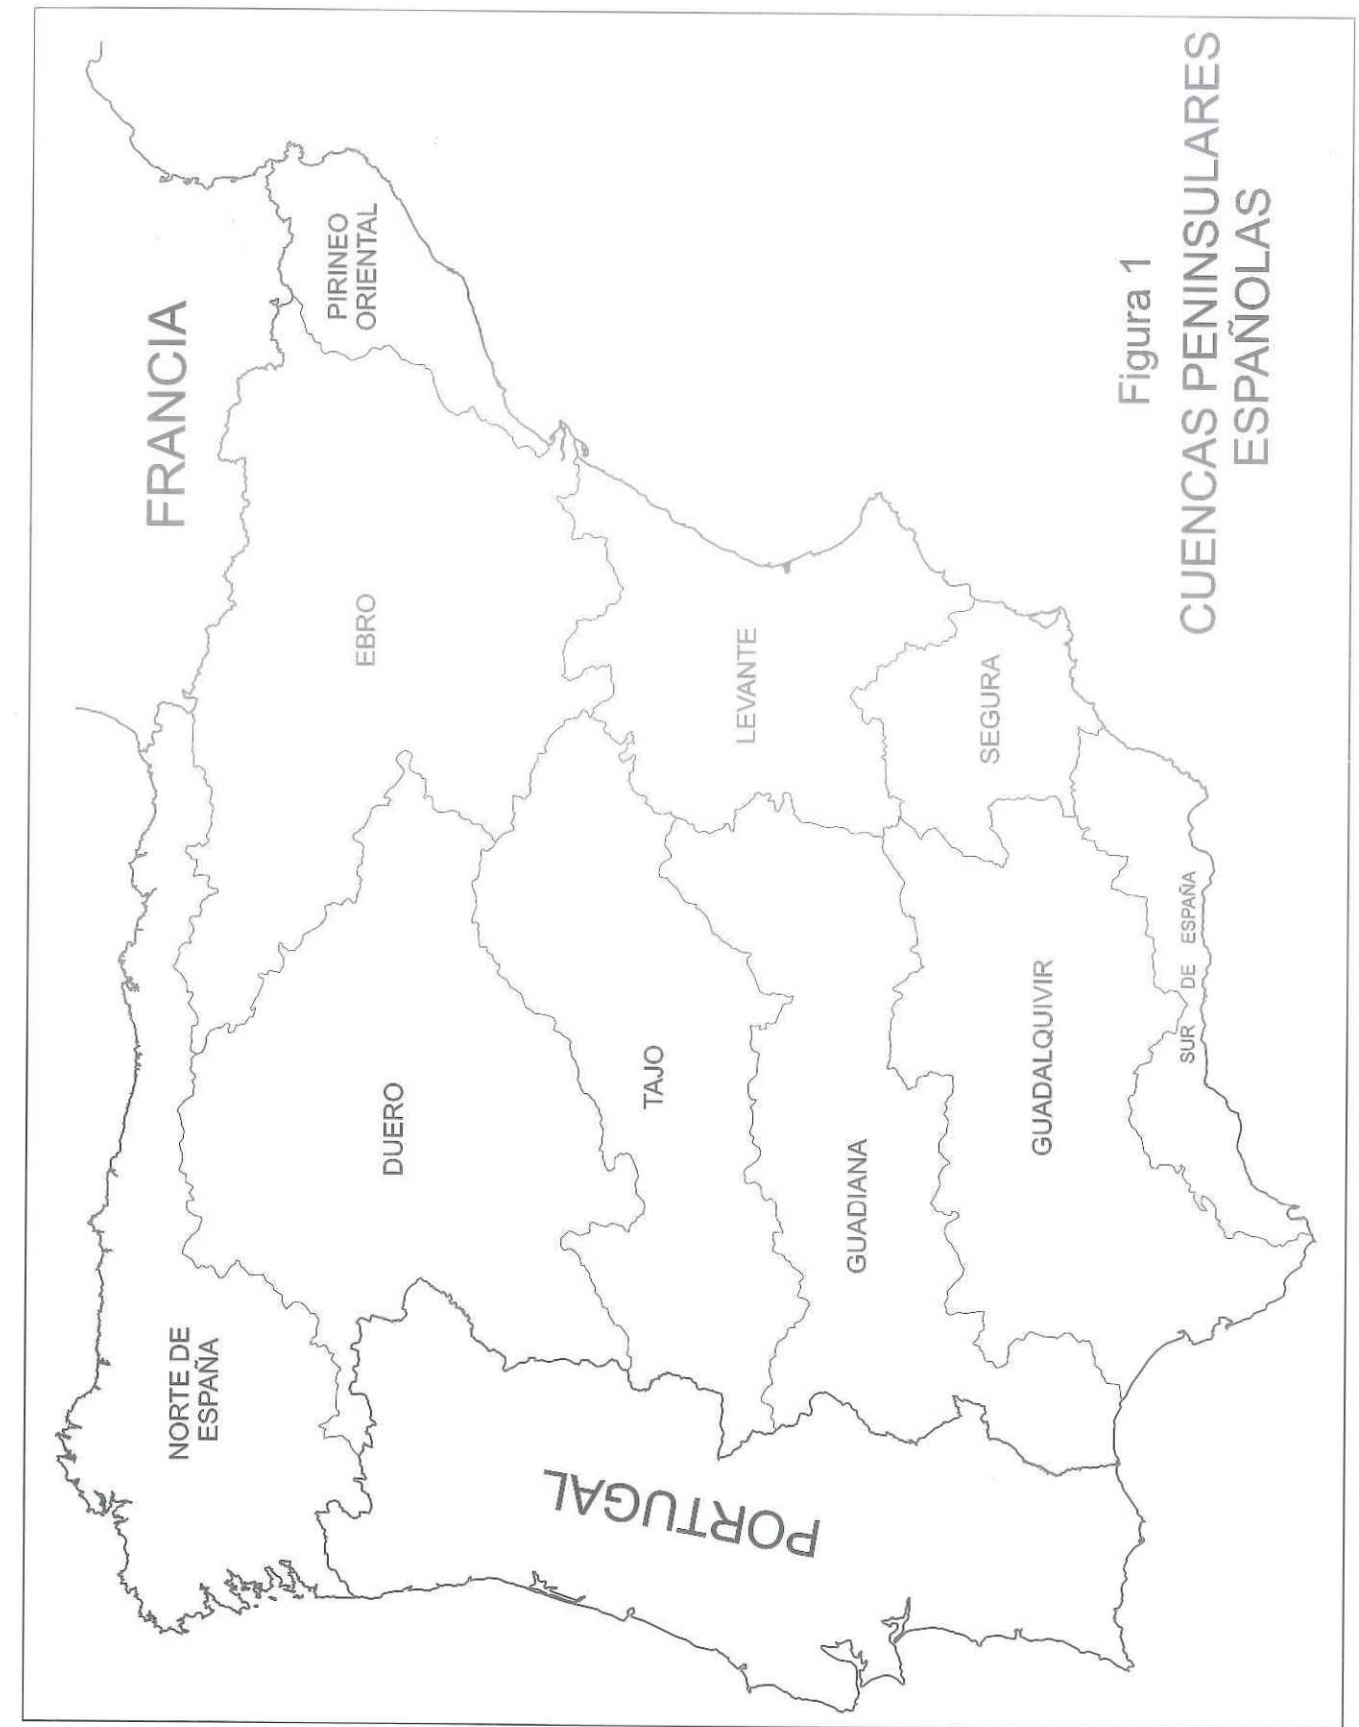 FRANCIA
PIRINEO
ORIENTAL
NORTE DE
ESPAÑA
EBRO
DUERO
TAJO
LEVANTE
PORTUGAL
GUADIANA
SEGURA
GUADALQUIVIR
SUR DE ESPAÑA
Figura 1
CUENCAS PENINSULARES
ESPAÑOLAS